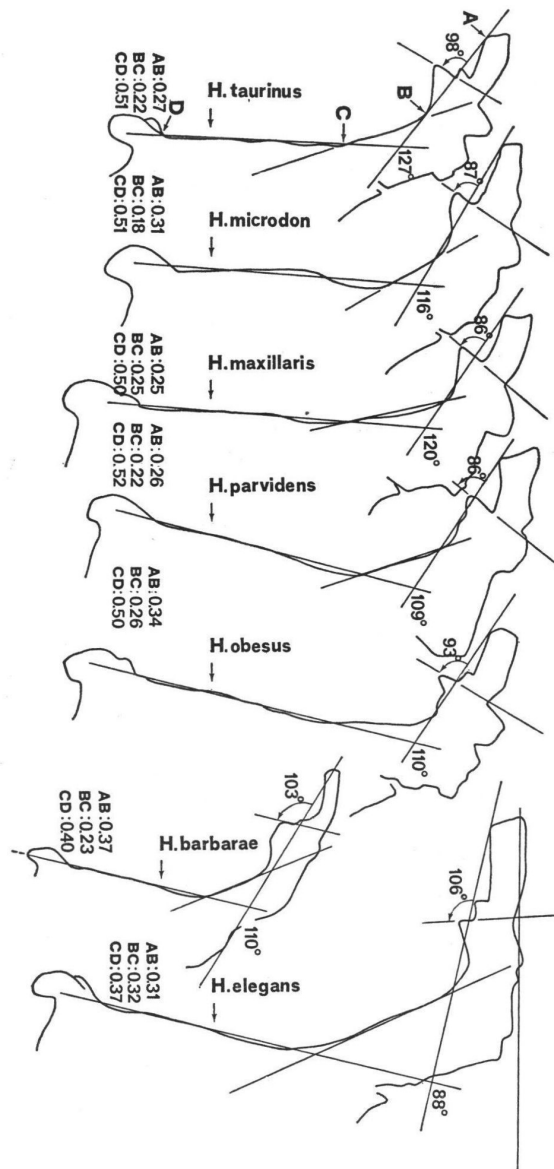 A
98°
B
C
127°
H. taurinus
D
AB:0.27
BC:0.22
CD:0.51
87°
116°
H. microdon
AB:0.31
BC:0.18
CD:0.51
86°
120°
H. maxillaris
AB:0.25
BC:0.25
CD:0.50
86°
109°
H. parvidens
AB:0.26
BC:0.22
CD:0.52
93°
110°
H. obesus
AB:0.34
BC:0.26
CD:0.50
103°
110°
H. barbarae
AB:0.37
BC:0.23
CD:0.40
106°
88°
H. elegans
AB:0.31
BC:0.32
CD:0.37